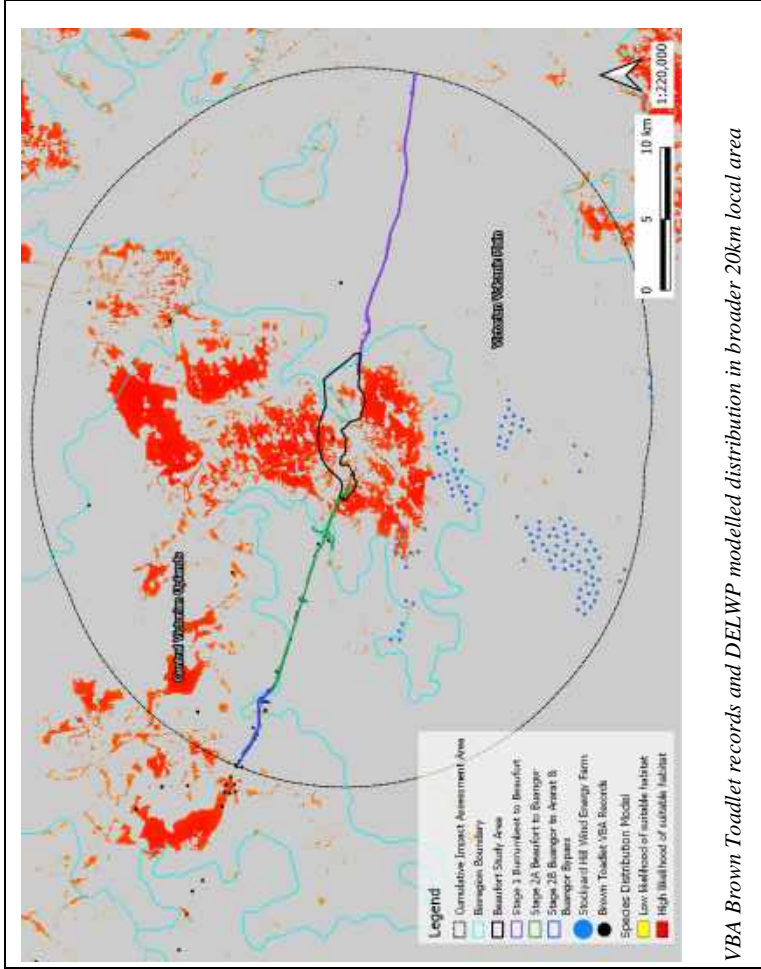 Central Victorian Uplands
Victorian Volcanic Plain
1:220,000
0 5 10 km
Legend
Cumulative Impact Assessment Area
Bioregion Boundary
Beaufort Study Area
Stage 1 Burrumbeet to Beaufort
Stage 2A Beaufort to Buangor
Stage 2B Buangor to Ararat &
Buangor Bypass
Stockyard Hill Wind Energy Farm
Brown Toadlet VBA Records
Species Distribution Model
Low likelihood of suitable habitat
High likelihood of suitable habitat
VBA Brown Toadlet records and DELWP modelled distribution in broader 20km local area